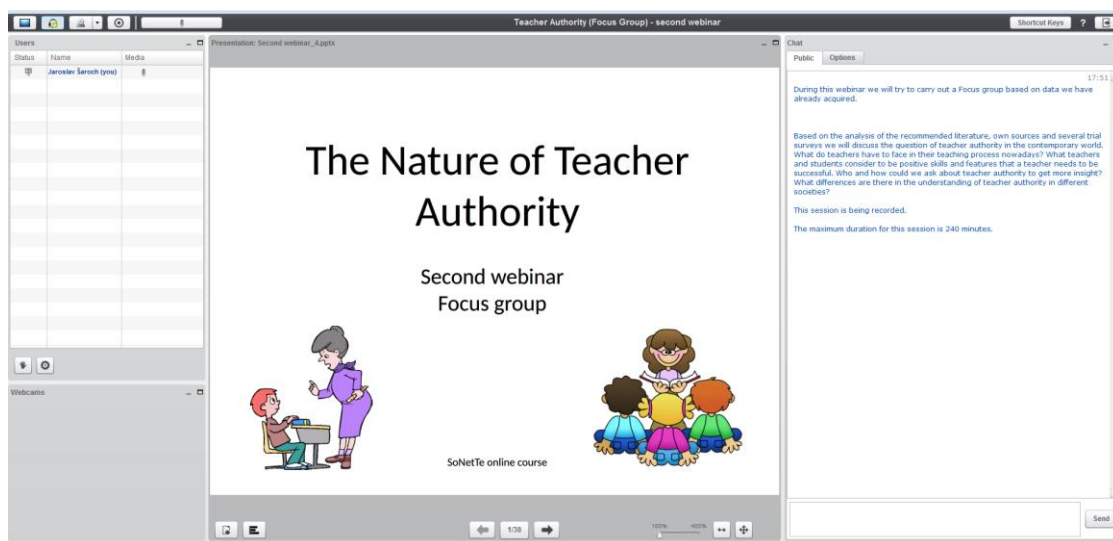 Teacher Authority (Focus Group) - second webinar
Shortcut Keys
?
Users
Status Name Media
Jaroslav Šaroch (you)
Webcams
Presentation: Second webinar_4.pptx
The Nature of Teacher
Authority
Second webinar
Focus group
SoNetTe online course
1/38
100% 400%
Chat
Public Options
17:51
During this webinar we will try to carry out a Focus group based on data we have
already acquired.
Based on the analysis of the recommended literature, own sources and several trial
surveys we will discuss the question of teacher authority in the contemporary world.
What do teachers have to face in their teaching process nowadays? What teachers
and students consider to be positive skills and features that a teacher needs to be
successful. Who and how could we ask about teacher authority to get more insight?
What differences are there in the understanding of teacher authority in different
societies?
This session is being recorded.
The maximum duration for this session is 240 minutes.
Send